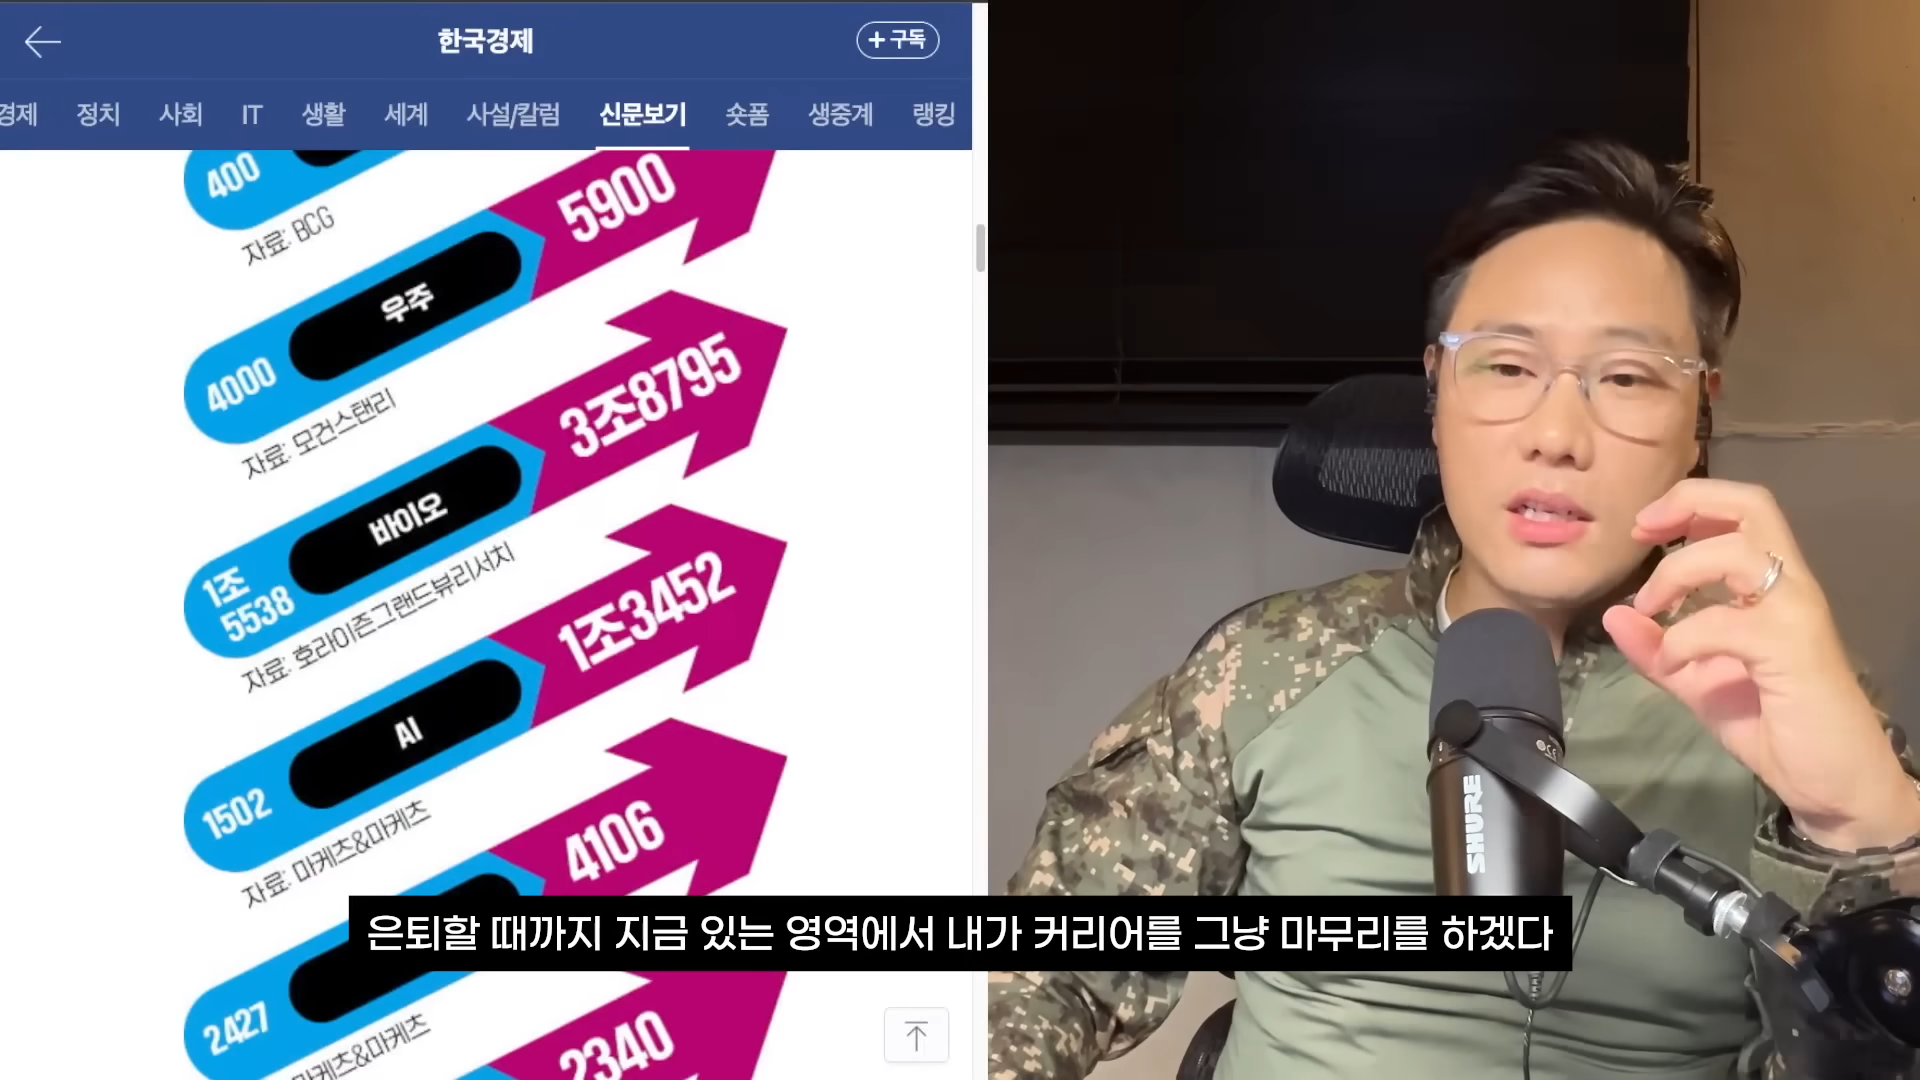 한국경제
+ 구독
경제 정치 사회 IT 생활 세계 사설/칼럼 신문보기 숏폼 생중계 랭킹
400
5900
자료: BCG
우주
4000
3조8795
자료: 모건스탠리
바이오
1조
5538
1조3452
자료: 호라이즌그랜드뷰리서치
AI
1502
4106
자료: 마케츠&마케츠
2427
2340
마케츠&마케츠
SHURE
은퇴할 때까지 지금 있는 영역에서 내가 커리어를 그냥 마무리를 하겠다